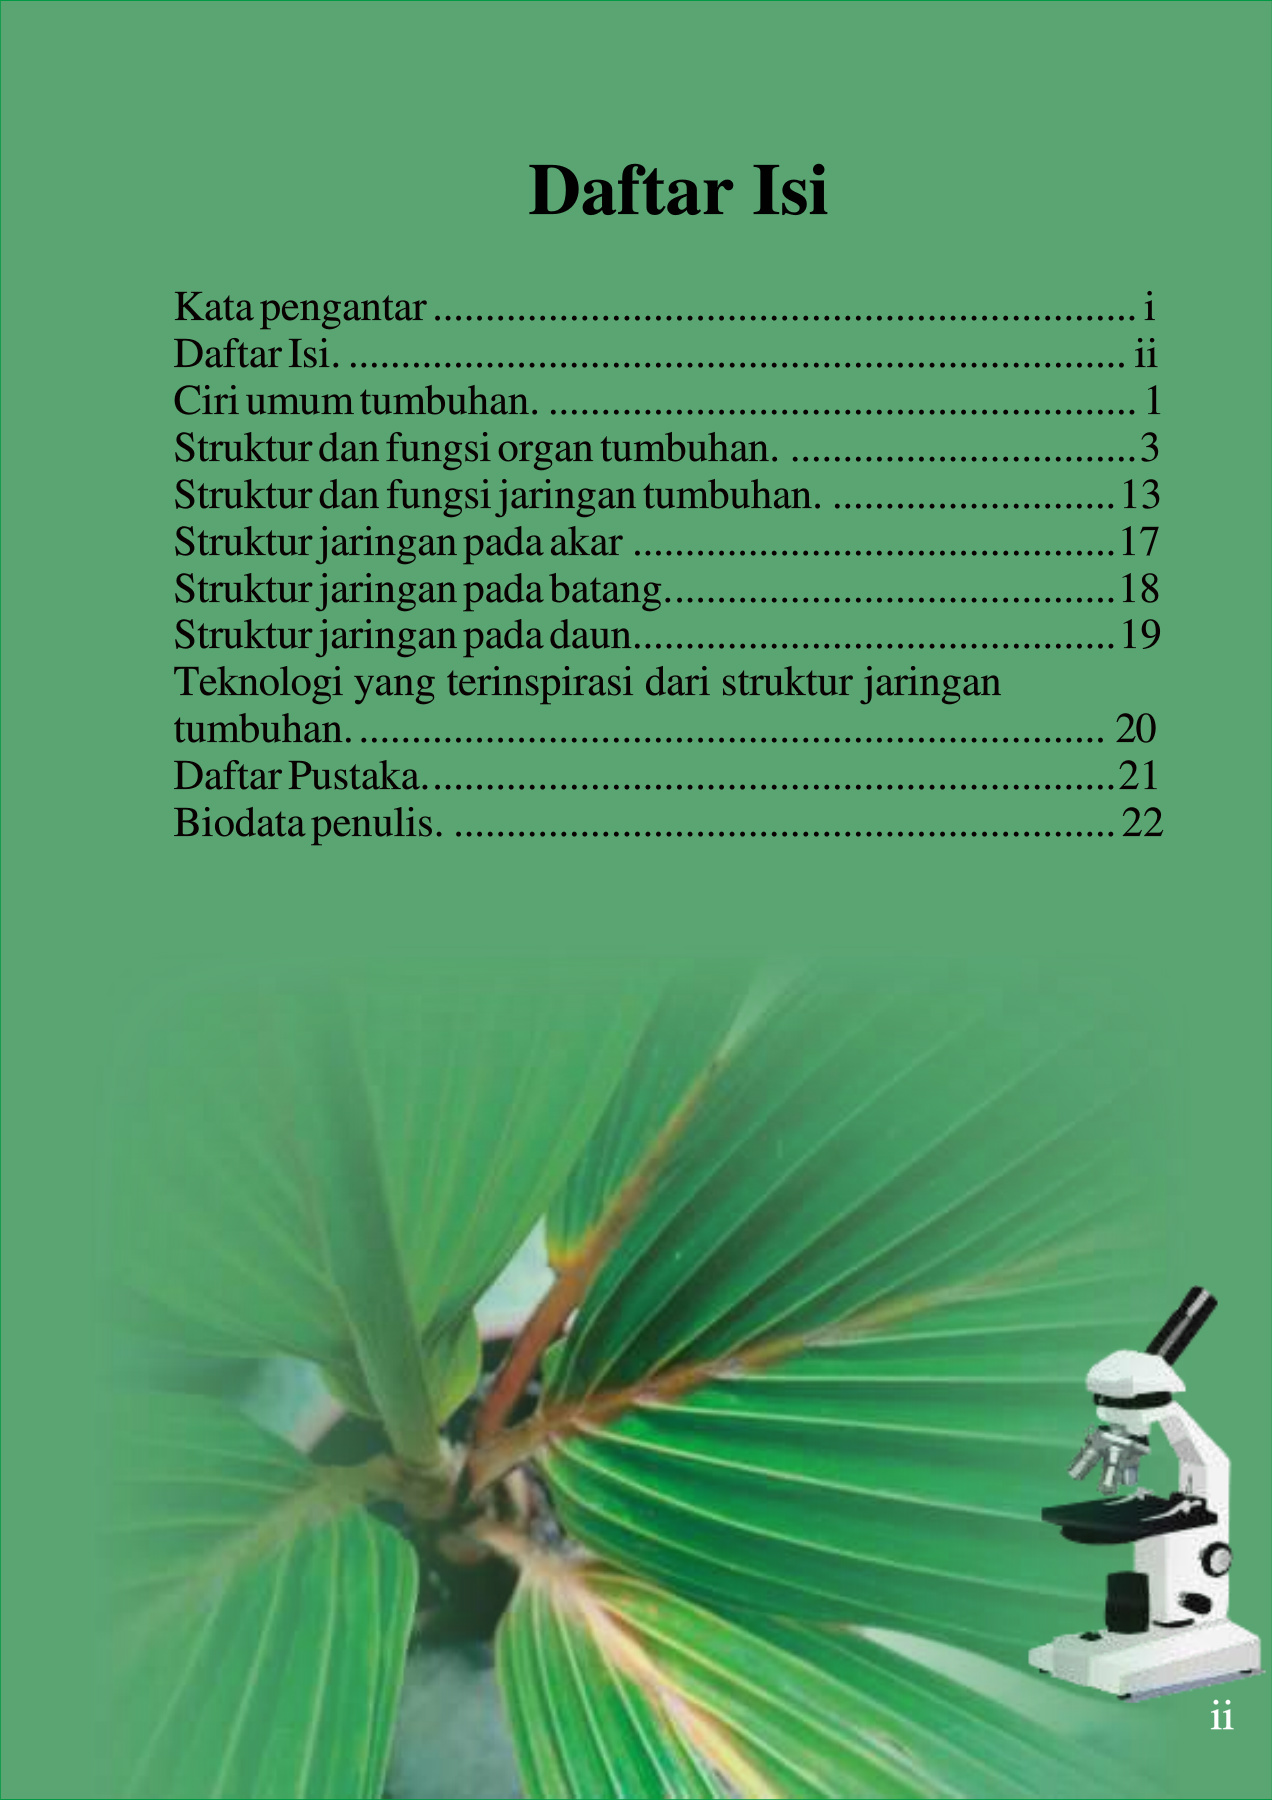 Daftar Isi
Kata pengantar .................................................................... i
Daftar Isi. ........................................................................... ii
Ciri umum tumbuhan. ......................................................... 1
Struktur dan fungsi organ tumbuhan. .................................3
Struktur dan fungsi jaringan tumbuhan. ...........................13
Struktur jaringan pada akar ..............................................17
Struktur jaringan pada batang...........................................18
Struktur jaringan pada daun..............................................19
Teknologi yang terinspirasi dari struktur jaringan
tumbuhan. ........................................................................ 20
Daftar Pustaka..................................................................21
Biodata penulis. ................................................................ 22
ii